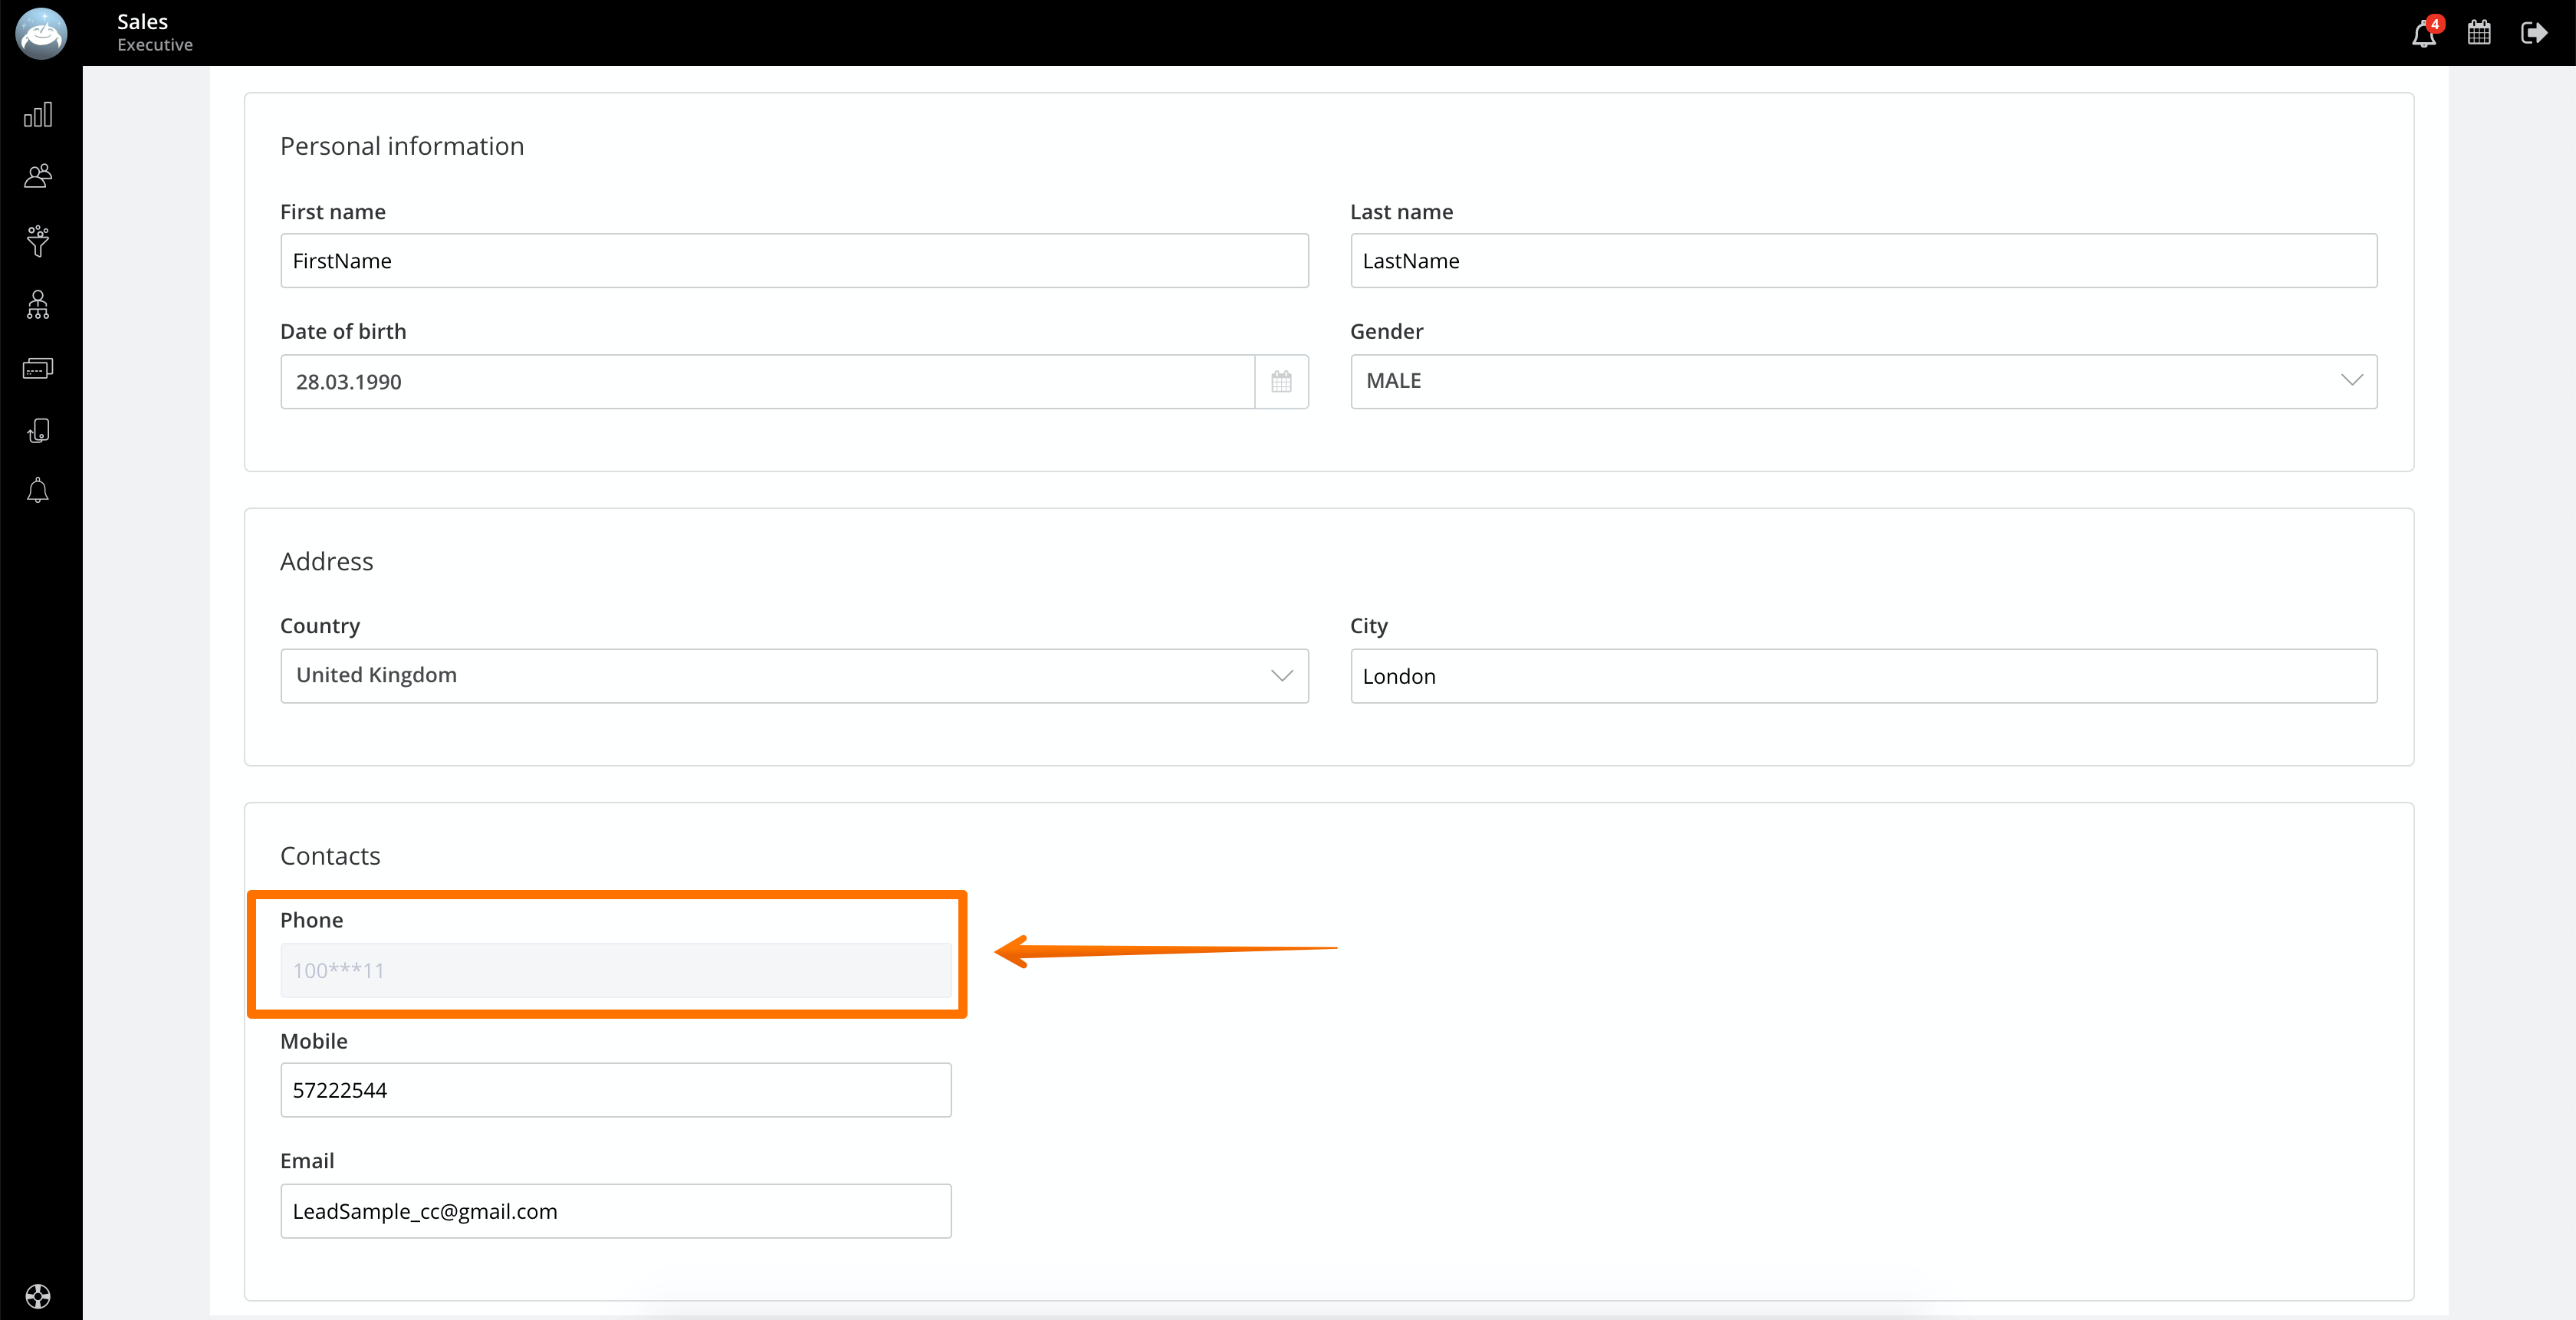 Sales
Executive
4
Personal information
First name
Last name
FirstName
LastName
Date of birth
Gender
28.03.1990
MALE
Address
Country
City
United Kingdom
London
Contacts
Phone
100***11
Mobile
57222544
Email
LeadSample_cc@gmail.com